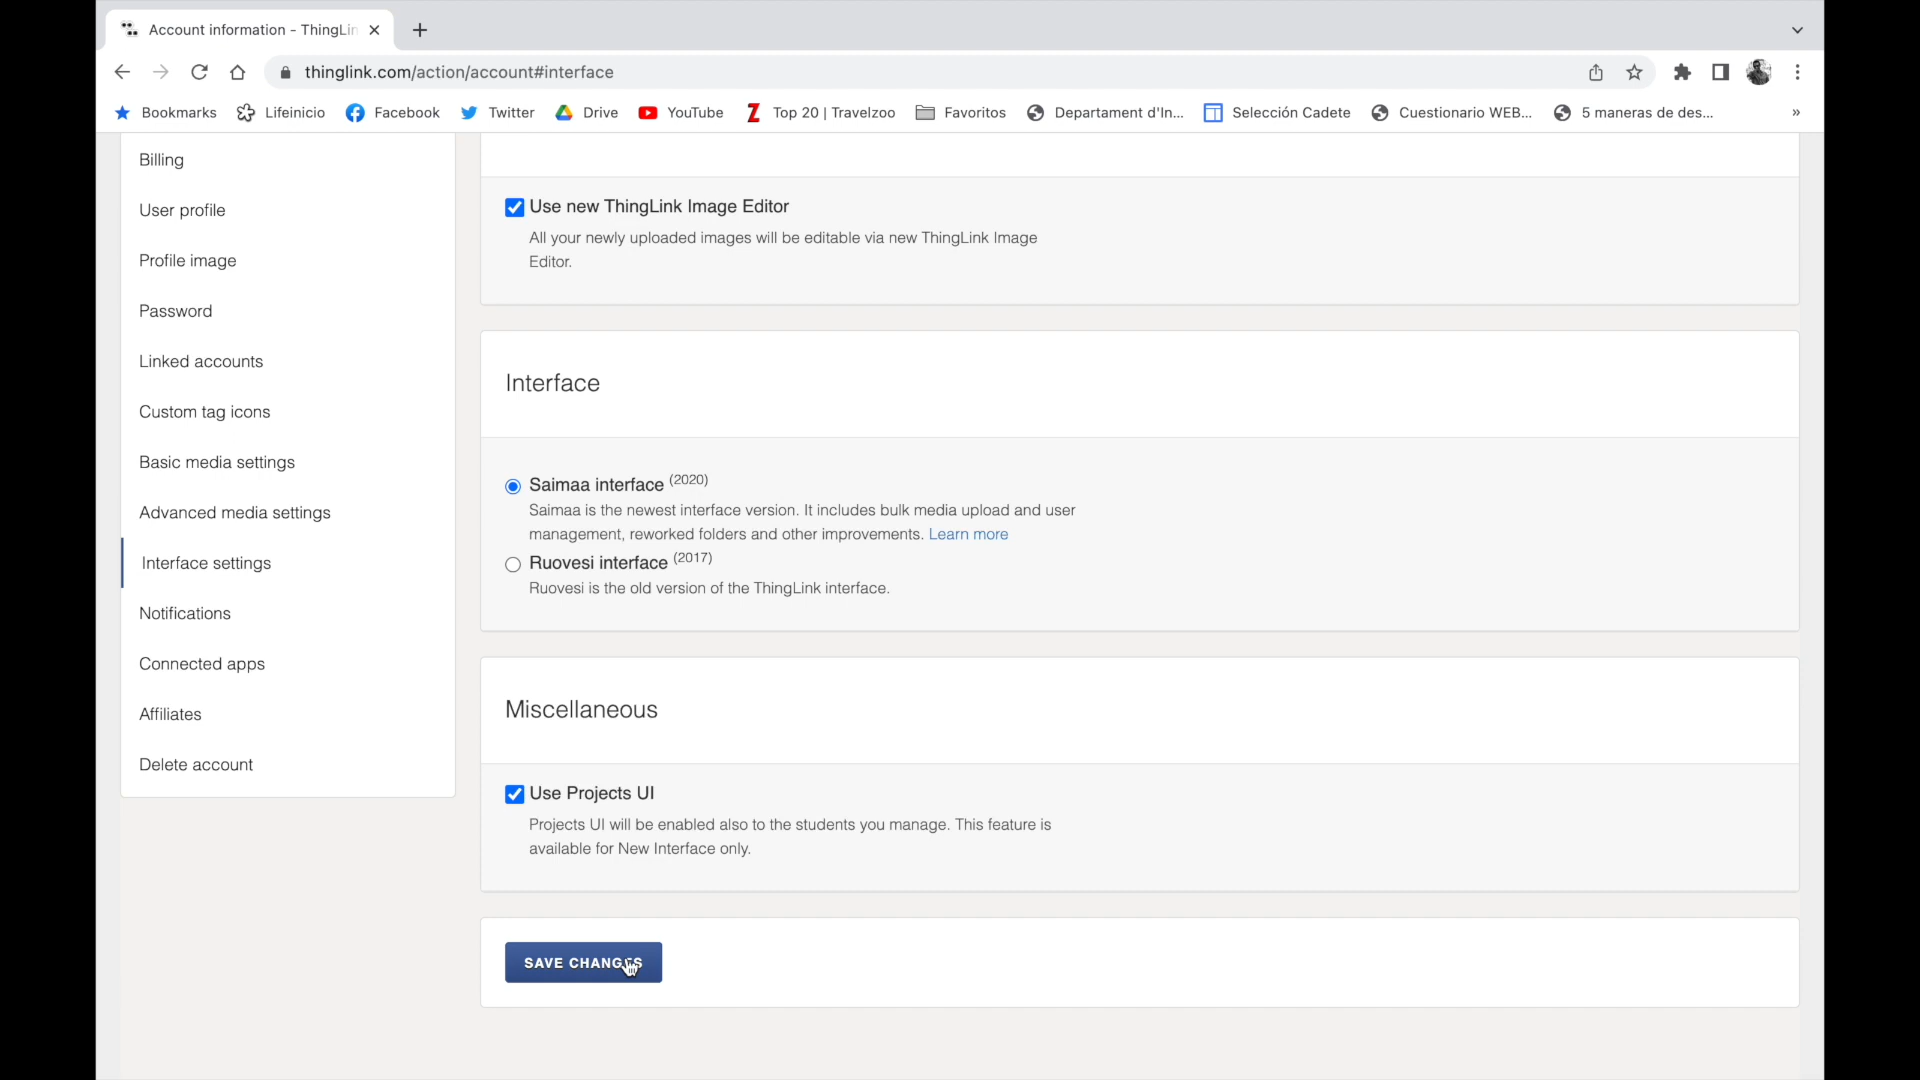 Account information - ThingLin
thinglink.com/action/account#interface
Bookmarks Lifeinicio Facebook Twitter Drive YouTube Top 20 | Travelzoo Favoritos Departament d'In... Selección Cadete Cuestionario WEB... 5 maneras de des... »
Billing
User profile
Profile image
Password
Linked accounts
Custom tag icons
Basic media settings
Advanced media settings
Interface settings
Notifications
Connected apps
Affiliates
Delete account
Use new ThingLink Image Editor
All your newly uploaded images will be editable via new ThingLink Image
Editor.
Interface
Saimaa interface (2020)
Saimaa is the newest interface version. It includes bulk media upload and user
management, reworked folders and other improvements. Learn more
Ruovesi interface (2017)
Ruovesi is the old version of the ThingLink interface.
Miscellaneous
Use Projects UI
Projects UI will be enabled also to the students you manage. This feature is
available for New Interface only.
SAVE CHANGES